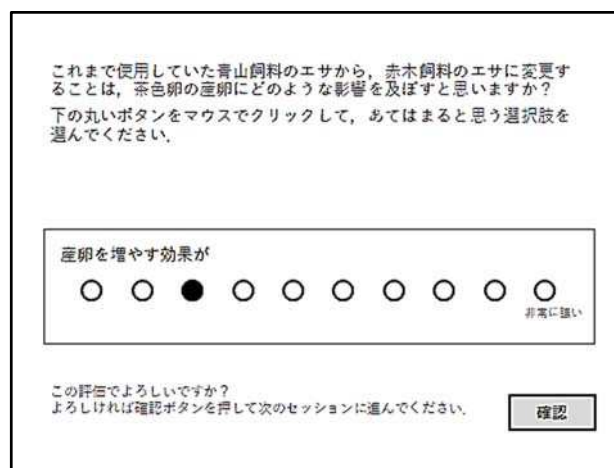 これまで使用していた青山飼料のエサから，赤木飼料のエサに変更す
ることは，茶色卵の産卵にどのような影響を及ぼすと思いますか？
下の丸いボタンをマウスでクリックして，あてはまると思う選択肢を
選んでください．
産卵を増やす効果が
非常に強い
この評価でよろしいですか？
よろしければ確認ボタンを押して次のセッションに進んでください．
確認